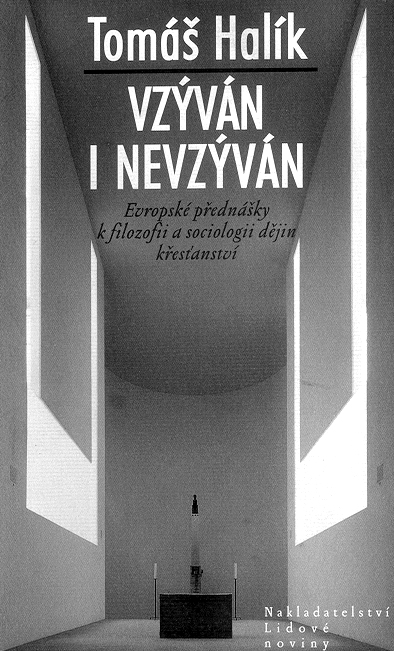 Tomáš Halík
VZÝVÁN
I NEVZÝVÁN
Evropské přednášky
k filozofii a sociologii dějin
křesťanství
Nakladatelství
Lidové
noviny